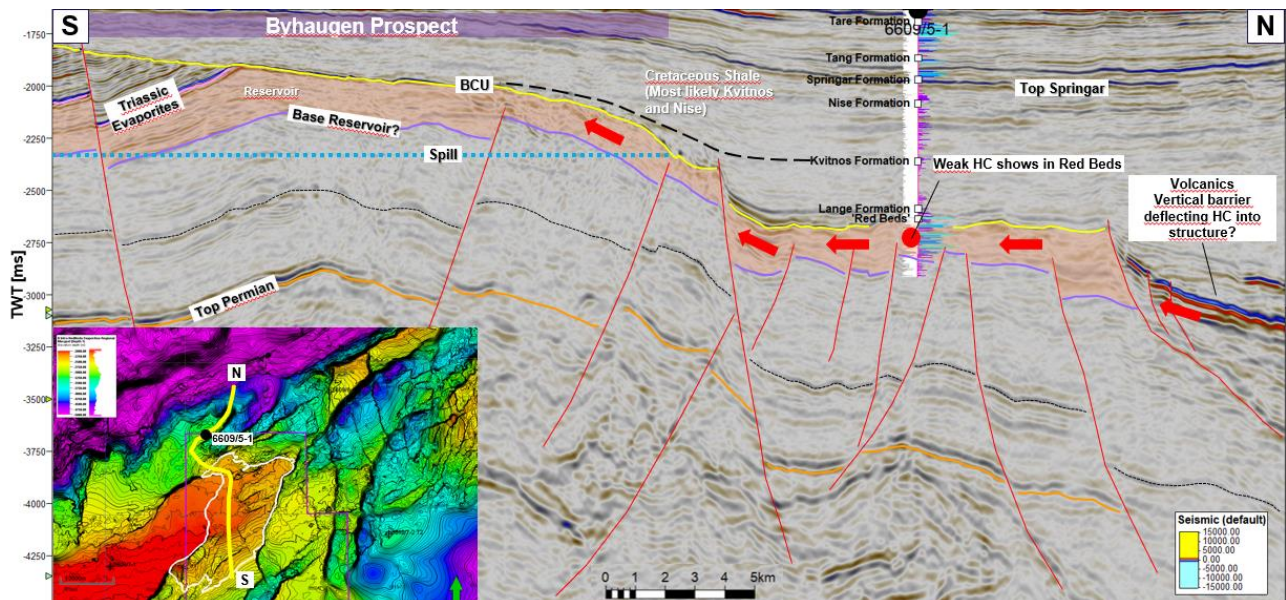 S
Byhaugen Prospect
N
6609/5-1
Tare Formation
Tang Formation
Springar Formation
Nise Formation
Kvitnos Formation
Lange Formation
'Red Beds'
Top Springar
Cretaceous Shale
(Most likely Kvitnos
and Nise)
BCU
Reservoir
Triassic
Evaporites
Base Reservoir?
Spill
Weak HC shows in Red Beds
Volcanics
Vertical barrier
deflecting HC into
structure?
Top Permian
TWT [ms]
-1750
-2000
-2250
-2500
-2750
-3000
-3500
-3750
-4000
-4250
N
6609/5-1
S
0 1 2 3 4 5km
Seismic (default)
15000.00
10000.00
5000.00
0.00
-5000.00
-10000.00
-15000.00